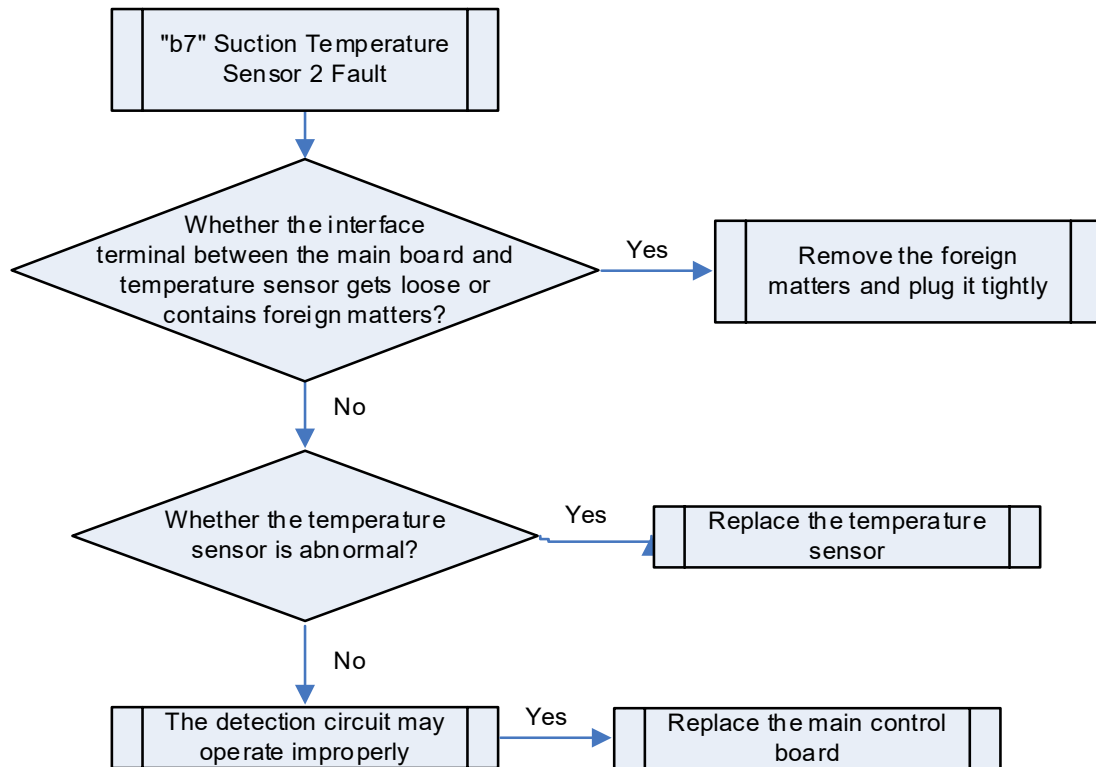 "b7" Suction Temperature
Sensor 2 Fault
Whether the interface
terminal between the main board and
temperature sensor gets loose or
contains foreign matters?
Yes
Remove the foreign
matters and plug it tightly
No
Whether the temperature
sensor is abnormal?
Yes
Replace the temperature
sensor
No
The detection circuit may
operate improperly
Yes
Replace the main control
board